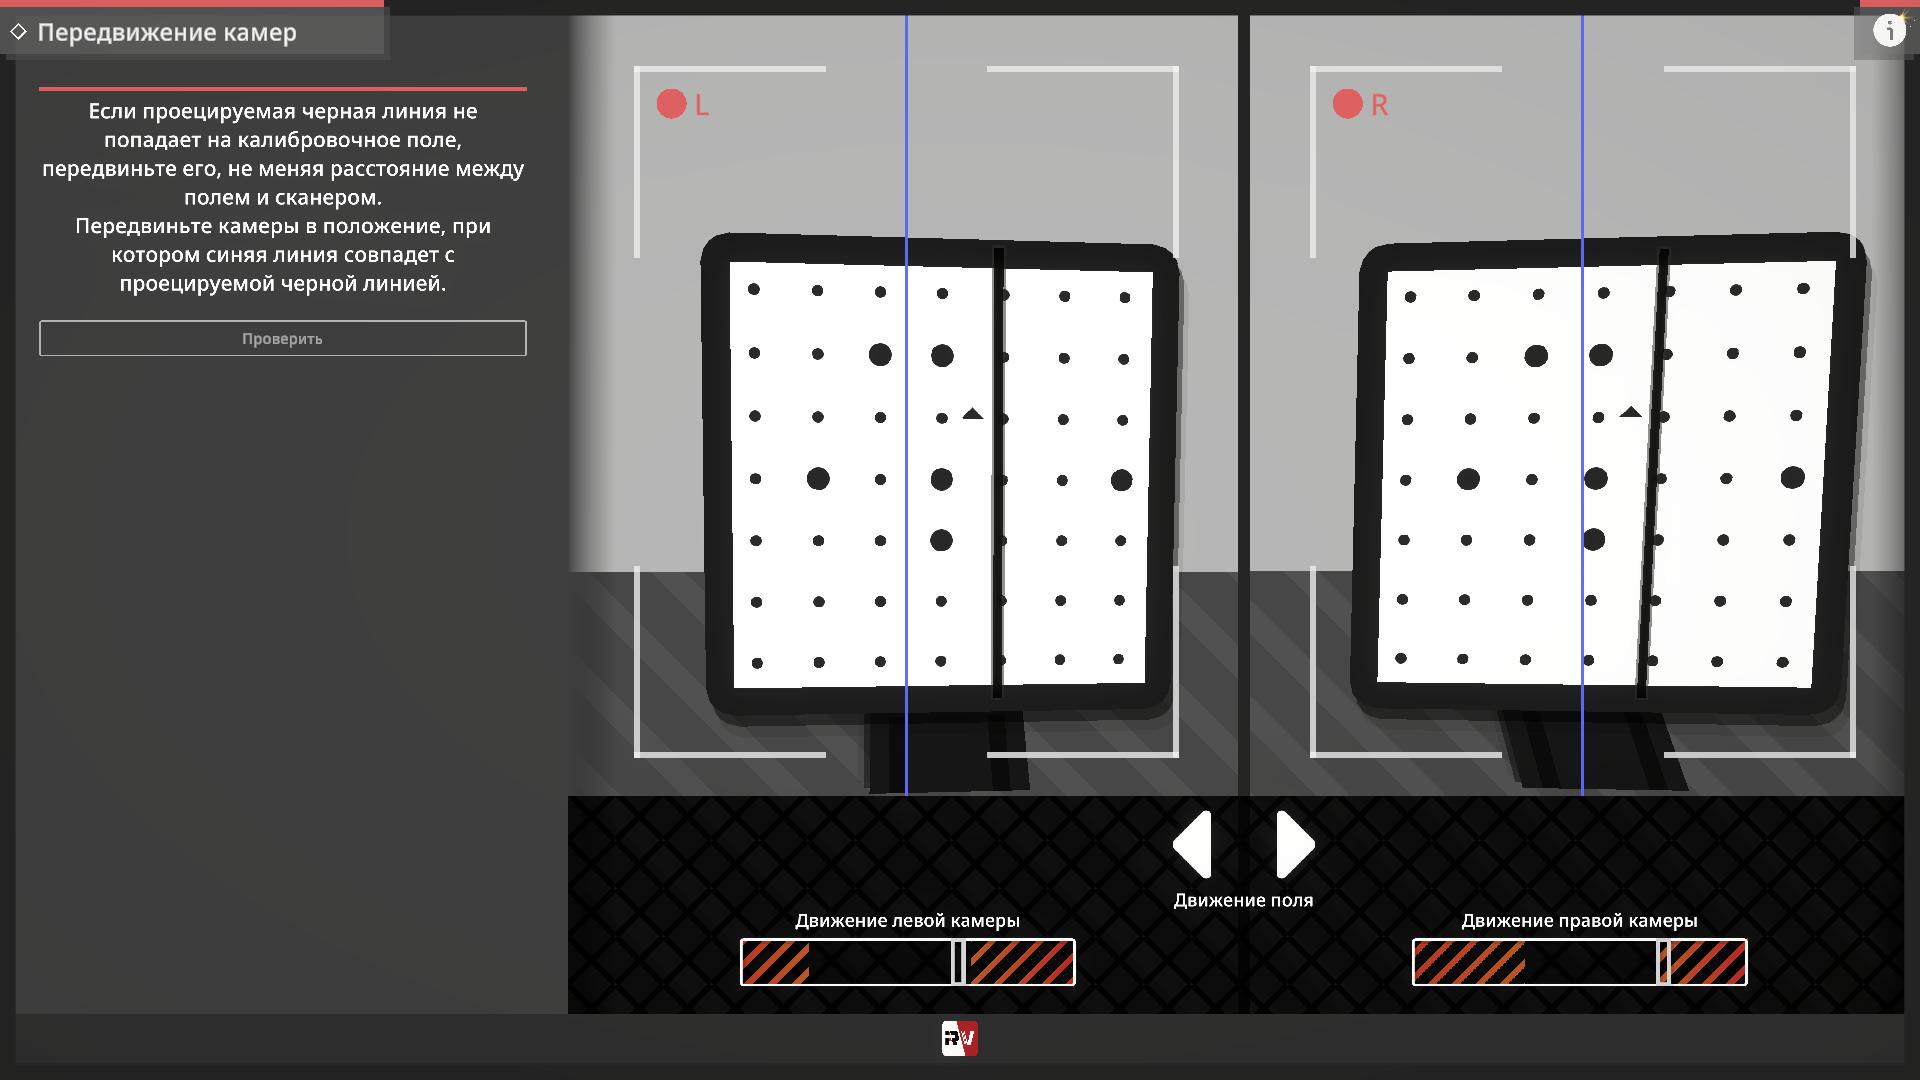 Передвижение камер
Если проецируемая черная линия не
попадает на калибровочное поле,
передвиньте его, не меняя расстояние между
полем и сканером.
Передвиньте камеры в положение, при
котором синяя линия совпадет с
проецируемой черной линией.
Проверить
L
R
Движение поля
Движение левой камеры
Движение правой камеры
RV